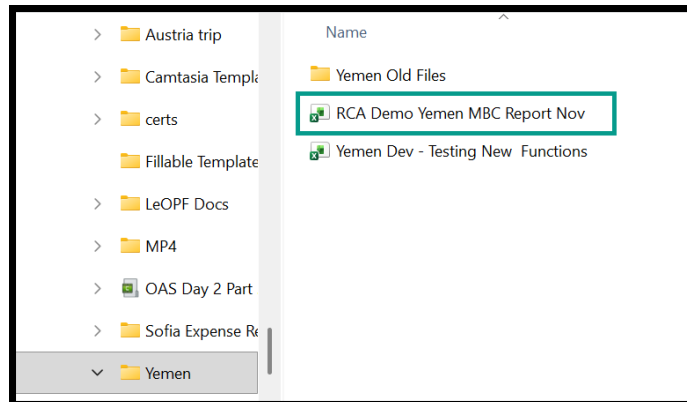 Austria trip
Camtasia Templa
certs
Fillable Template
LeOPF Docs
MP4
OAS Day 2 Part
Sofia Expense Re
Yemen
Name
Yemen Old Files
RCA Demo Yemen MBC Report Nov
Yemen Dev - Testing New  Functions